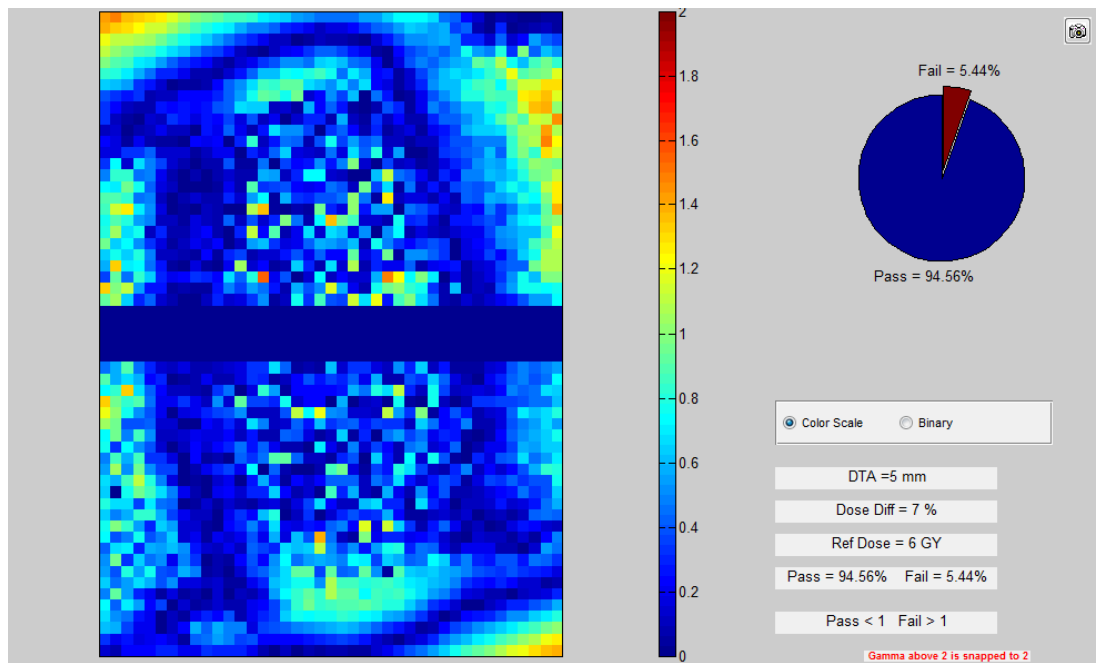 2
1.8
1.6
1.4
1.2
1
0.8
0.6
0.4
0.2
0
Fail = 5.44%
Pass = 94.56%
Color Scale Binary
DTA =5 mm
Dose Diff = 7 %
Ref Dose = 6 GY
Pass = 94.56% Fail = 5.44%
Pass < 1 Fail > 1
Gamma above 2 is snapped to 2